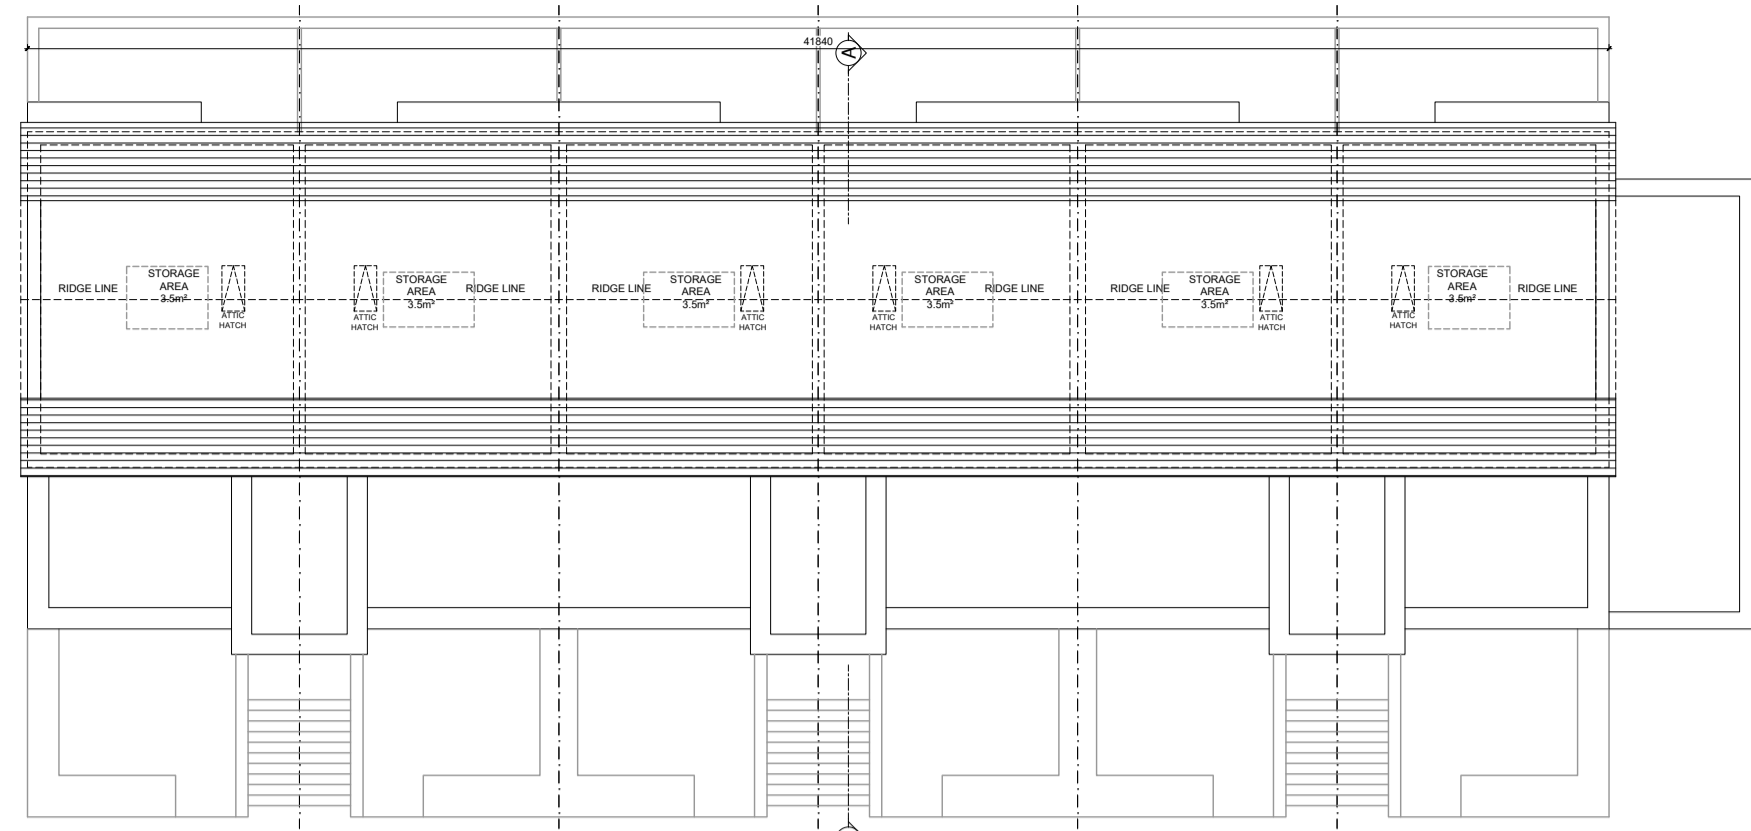 41840
A
RIDGE LINE
STORAGE
AREA
3.5m²
ATTIC
HATCH
ATTIC
HATCH
STORAGE
AREA
3.5m²
RIDGE LINE
RIDGE LINE
STORAGE
AREA
3.5m²
ATTIC
HATCH
ATTIC
HATCH
STORAGE
AREA
3.5m²
RIDGE LINE
RIDGE LINE
STORAGE
AREA
3.5m²
ATTIC
HATCH
ATTIC
HATCH
STORAGE
AREA
3.5m²
RIDGE LINE